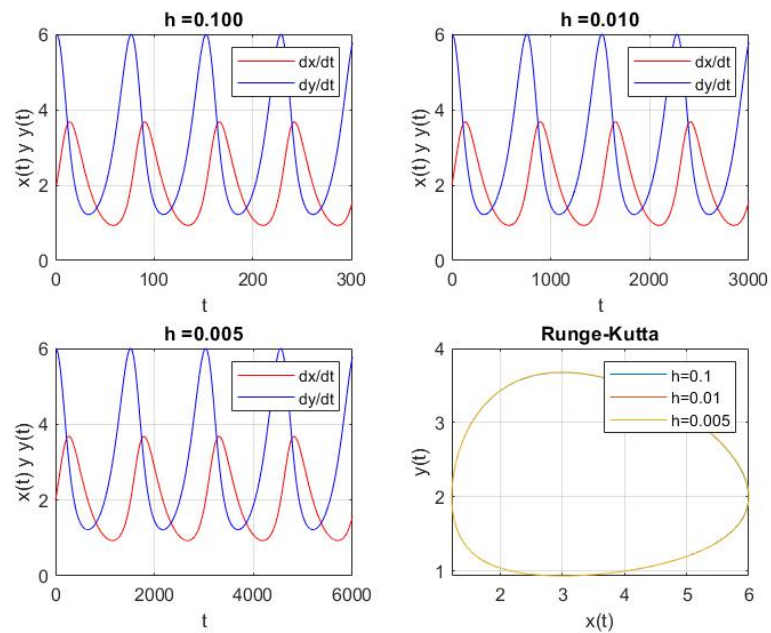 h =0.100
x(t) y y(t)
6
4
2
0
dx/dt
dy/dt
0 100 200 300
t
h =0.010
x(t) y y(t)
6
4
2
0
dx/dt
dy/dt
0 1000 2000 3000
t
h =0.005
x(t) y y(t)
6
4
2
0
dx/dt
dy/dt
0 2000 4000 6000
t
Runge-Kutta
y(t)
4
3
2
1
h=0.1
h=0.01
h=0.005
2 3 4 5 6
x(t)